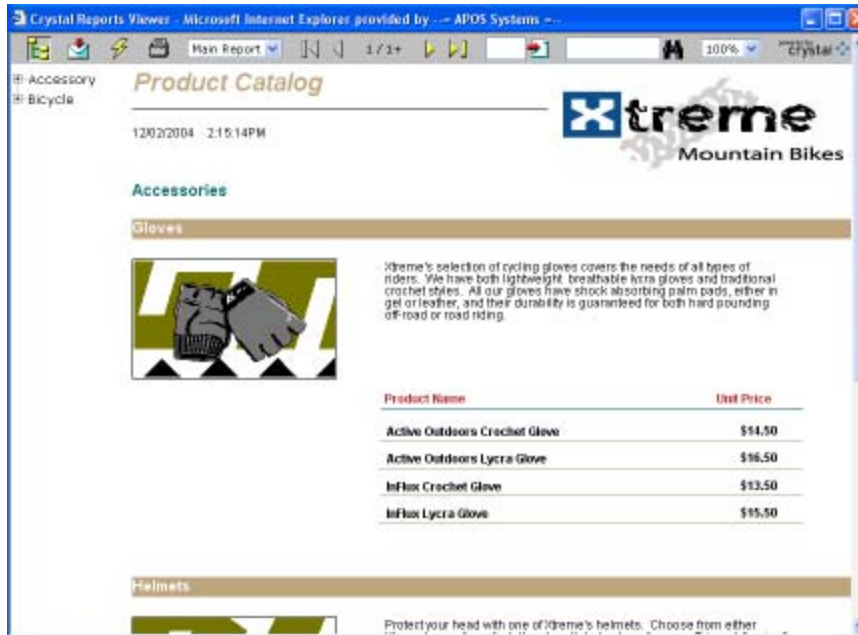 Crystal Reports Viewer - Microsoft Internet Explorer provided by --= APOS Systems =--
Main Report
1/1+
100%
crystal
Accessory
Bicycle
Product Catalog
Xtreme
Mountain Bikes
12/02/2004 2:15:14PM
Accessories
Gloves
Xtreme's selection of cycling gloves covers the needs of all types of
riders. We have both lightweight breathable lycra gloves and traditional
crochet styles. All our gloves have shock absorbing palm pads, either in
gel or leather, and their durability is guaranteed for both hard pounding
off-road or road riding.
Product Name Unit Price
Active Outdoors Crochet Glove $14.50
Active Outdoors Lycra Glove $16.50
InFlux Crochet Glove $13.50
InFlux Lycra Glove $15.50
Helmets
Protect your head with one of Xtreme's helmets. Choose from either